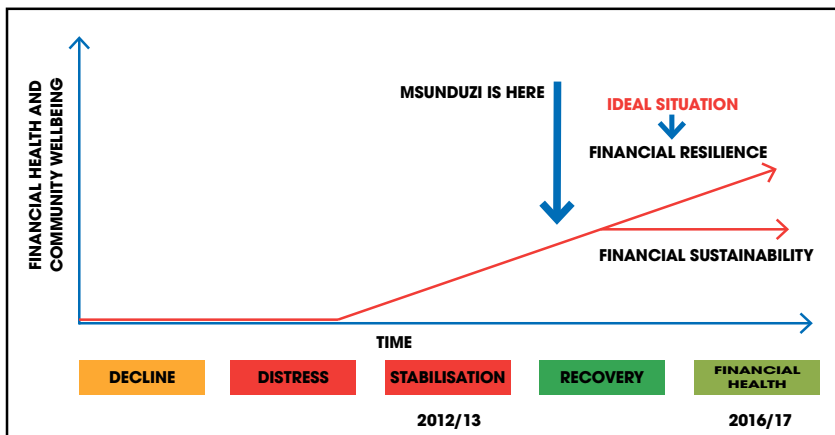 FINANCIAL HEALTH AND
COMMUNITY WELLBEING
MSUNDUZI IS HERE
IDEAL SITUATION
FINANCIAL RESILIENCE
FINANCIAL SUSTAINABILITY
TIME
DECLINE
DISTRESS
STABILISATION
RECOVERY
FINANCIAL
HEALTH
2012/13
2016/17